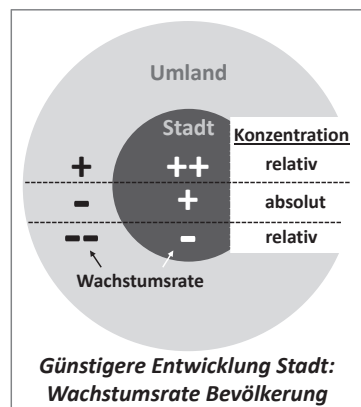 Umland
Stadt
Konzentration
+ ++ relativ
- + absolut
-- - relativ
Wachstumsrate
Günstigere Entwicklung Stadt:
Wachstumsrate Bevölkerung